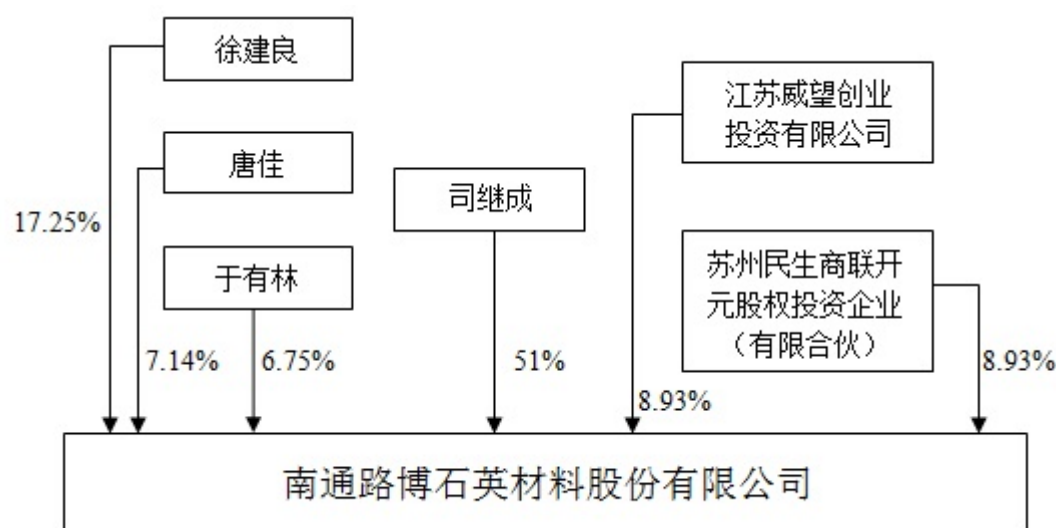 徐建良
江苏威望创业
投资有限公司
唐佳
司继成
17.25%
于有林
苏州民生商联开
元股权投资企业
（有限合伙）
7.14%
6.75%
51%
8.93%
8.93%
南通路博石英材料股份有限公司